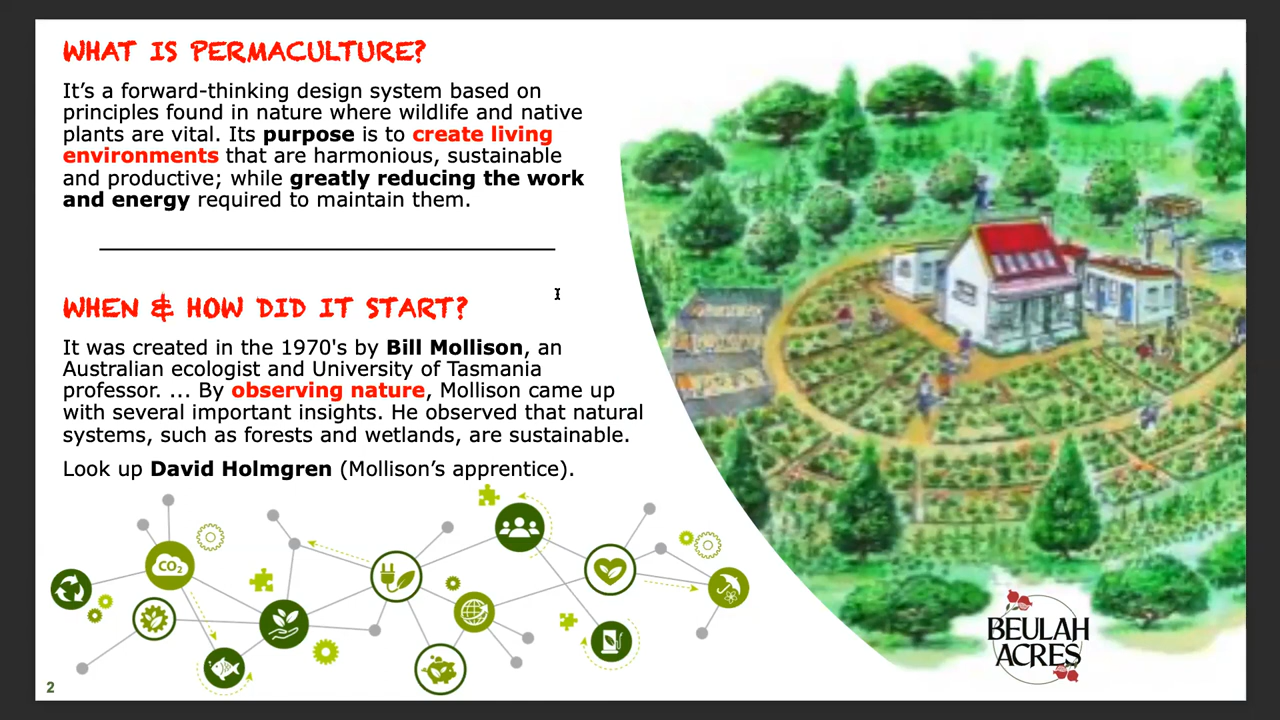 WHAT IS PERMACULTURE?
It’s a forward-thinking design system based on
principles found in nature where wildlife and native
plants are vital. Its purpose is to create living
environments that are harmonious, sustainable
and productive; while greatly reducing the work
and energy required to maintain them.
WHEN & HOW DID IT START?
It was created in the 1970's by Bill Mollison, an
Australian ecologist and University of Tasmania
professor. ... By observing nature, Mollison came up
with several important insights. He observed that natural
systems, such as forests and wetlands, are sustainable.
Look up David Holmgren (Mollison’s apprentice).
CO2
BEULAH
ACRES
2